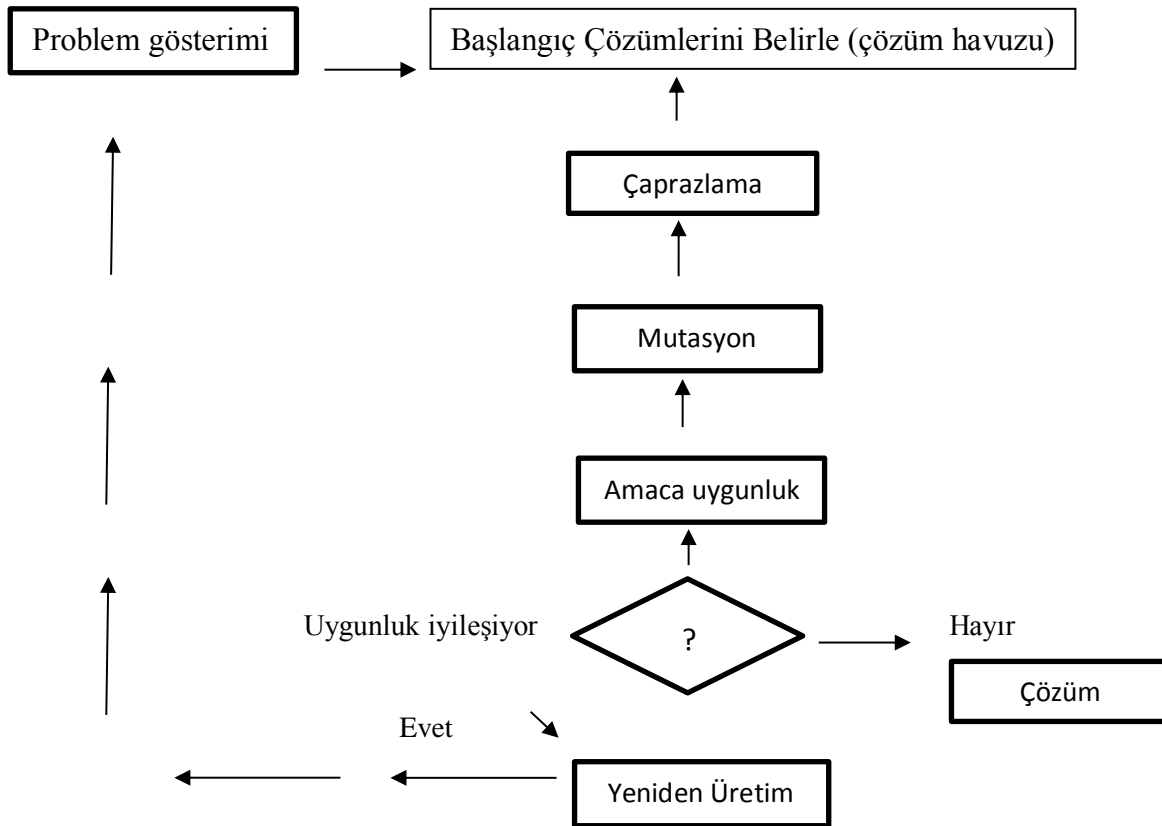 Problem gösterimi
Başlangıç Çözümlerini Belirle (çözüm havuzu)
Çaprazlama
Mutasyon
Amaca uygunluk
Uygunluk iyileşiyor
?
Hayır
Çözüm
Evet
Yeniden Üretim